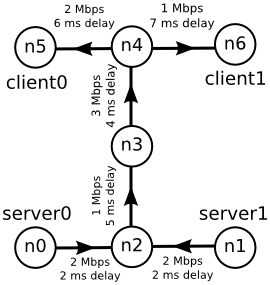 2 Mbps
6 ms delay
1 Mbps
7 ms delay
n5
n4
n6
client0
client1
3 Mbps
4 ms delay
n3
1 Mbps
5 ms delay
server0
server1
n0
n2
n1
2 Mbps
2 ms delay
2 Mbps
2 ms delay